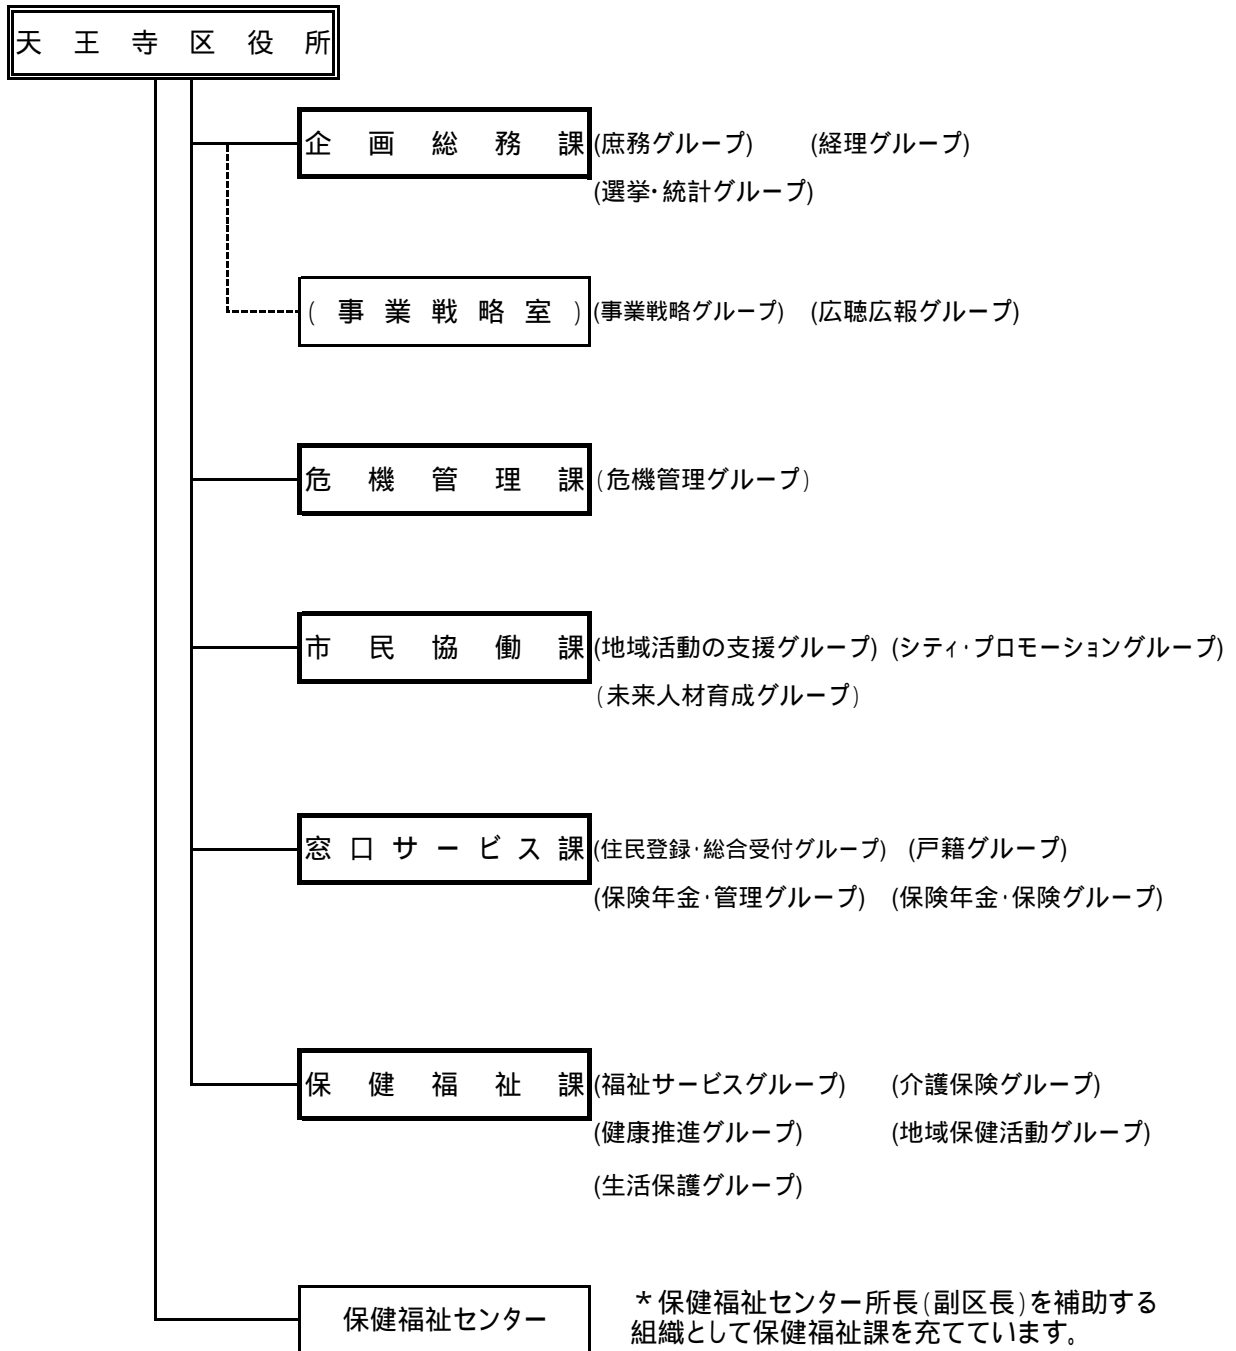 天王寺区役所
企画総務課 (庶務グループ) (経理グループ)
(選挙・統計グループ)
(事業戦略室) (事業戦略グループ) (広聴広報グループ)
危機管理課 (危機管理グループ)
市民協働課 (地域活動の支援グループ) (シティ・プロモーショングループ)
(未来人材育成グループ)
窓口サービス課 (住民登録・総合受付グループ) (戸籍グループ)
(保険年金・管理グループ) (保険年金・保険グループ)
保健福祉課 (福祉サービスグループ) (介護保険グループ)
(健康推進グループ) (地域保健活動グループ)
(生活保護グループ)
保健福祉センター
＊保健福祉センター所長(副区長)を補助する
組織として保健福祉課を充てています。